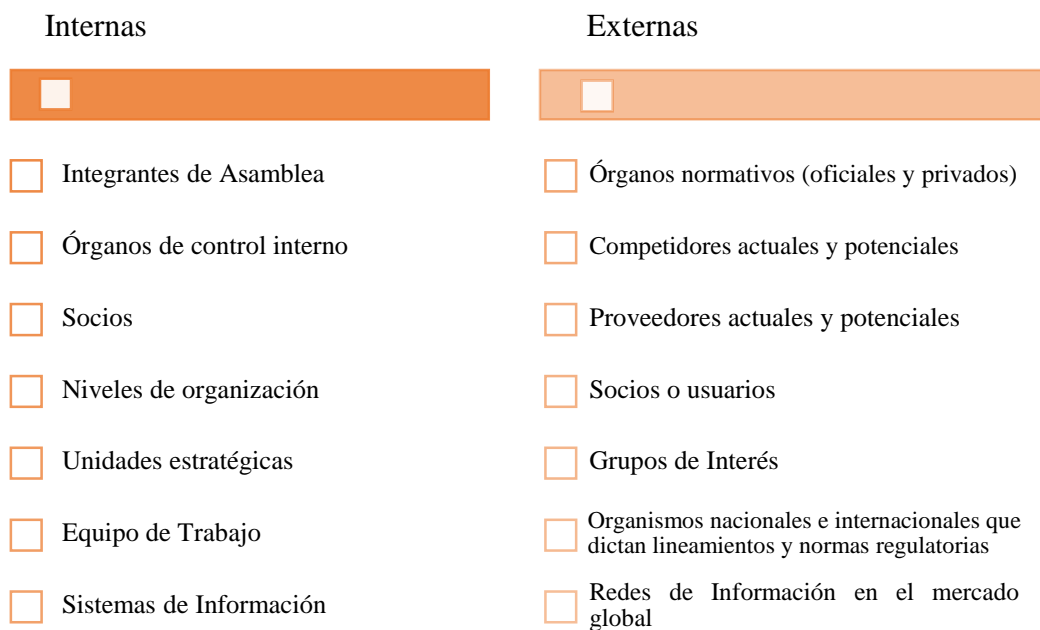 Internas
Integrantes de Asamblea
Órganos de control interno
Socios
Niveles de organización
Unidades estratégicas
Equipo de Trabajo
Sistemas de Información
Externas
Órganos normativos (oficiales y privados)
Competidores actuales y potenciales
Proveedores actuales y potenciales
Socios o usuarios
Grupos de Interés
Organismos nacionales e internacionales que
dictan lineamientos y normas regulatorias
Redes de Información en el mercado
global